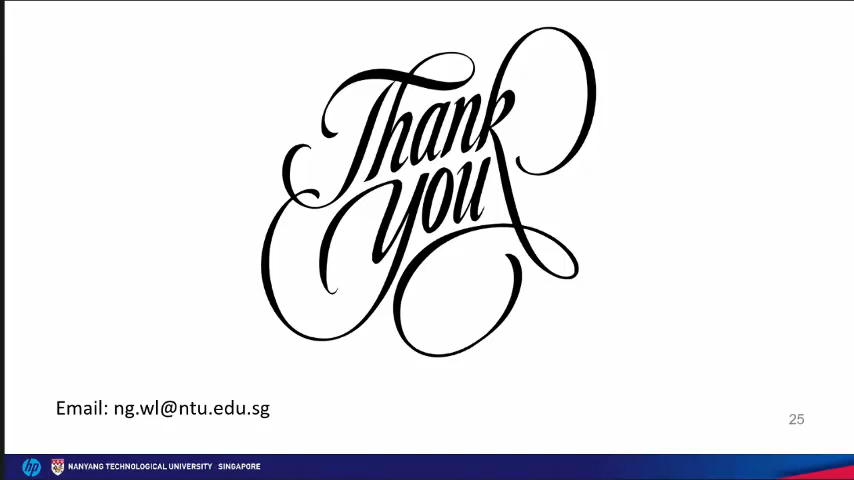 Thank
you
Email: ng.wl@ntu.edu.sg
25
hp NANYANG TECHNOLOGICAL UNIVERSITY SINGAPORE